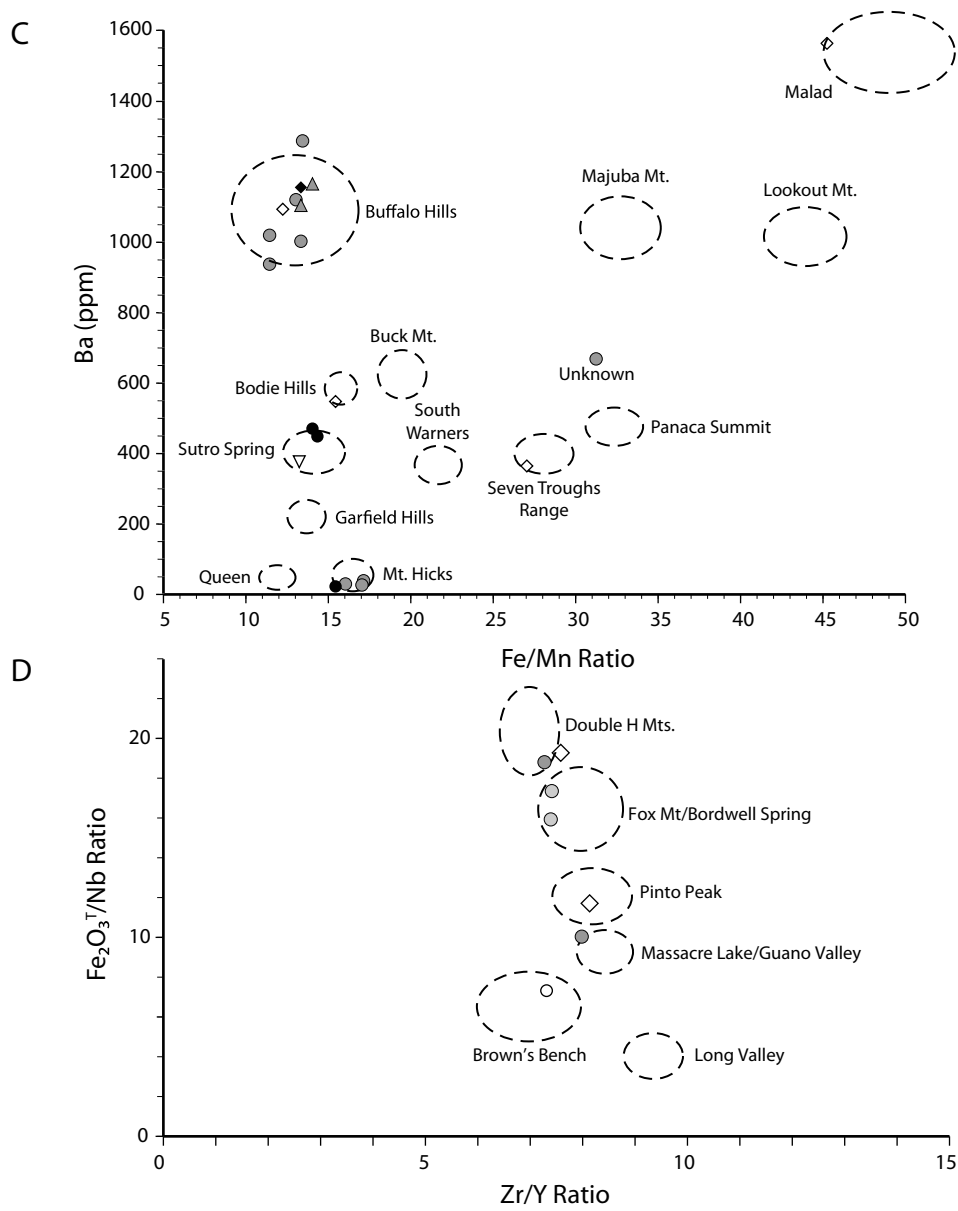 C
1600
1400
1200
1000
800
600
400
200
0
Ba (ppm)
Malad
Majuba Mt.
Lookout Mt.
Buffalo Hills
Buck Mt.
Bodie Hills
Unknown
South
Warners
Sutro Spring
Panaca Summit
Seven Troughs
Range
Garfield Hills
Queen
Mt. Hicks
5
10
15
20
25
30
35
40
45
50
Fe/Mn Ratio
D
20
10
0
Fe₂O₃ᵀ/Nb Ratio
Double H Mts.
Fox Mt/Bordwell Spring
Pinto Peak
Massacre Lake/Guano Valley
Brown's Bench
Long Valley
0
5
10
15
Zr/Y Ratio